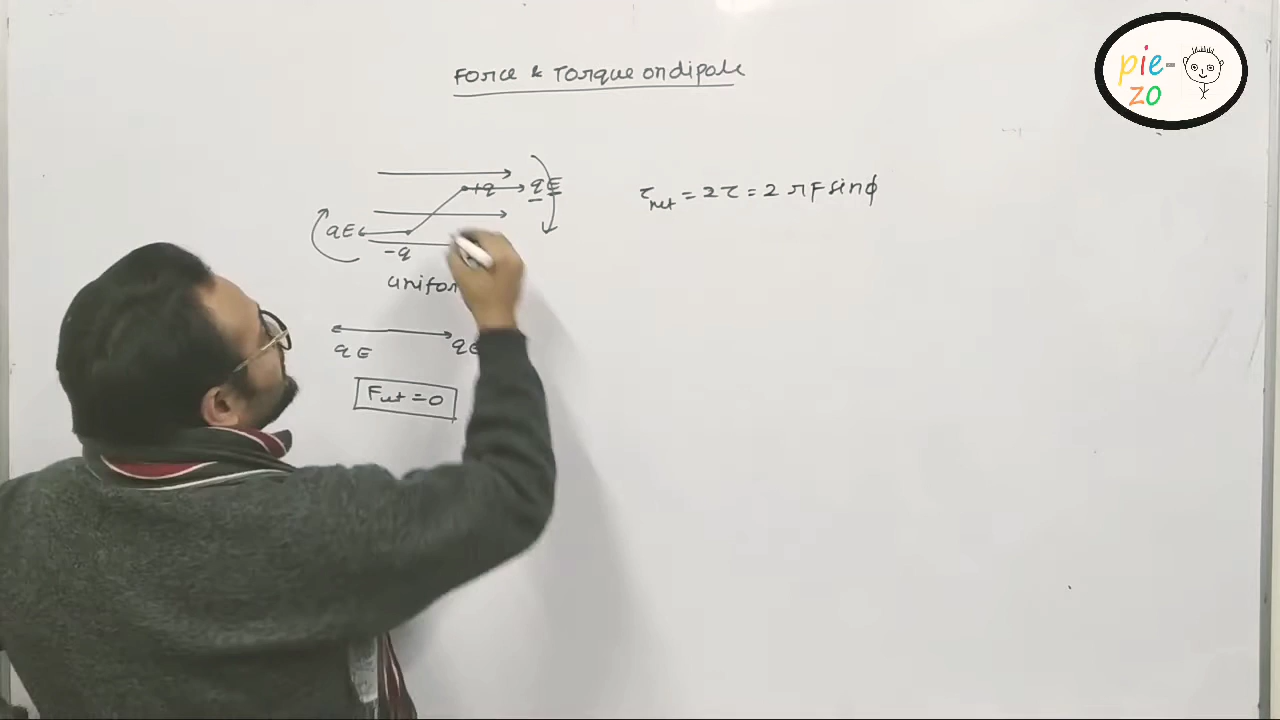 Force & Torque on dipole
pie-
zo
+q
qE
τnet = 2τ = 2 rF sinϕ
qE
-q
unifor
qE
qE
Fnet = 0